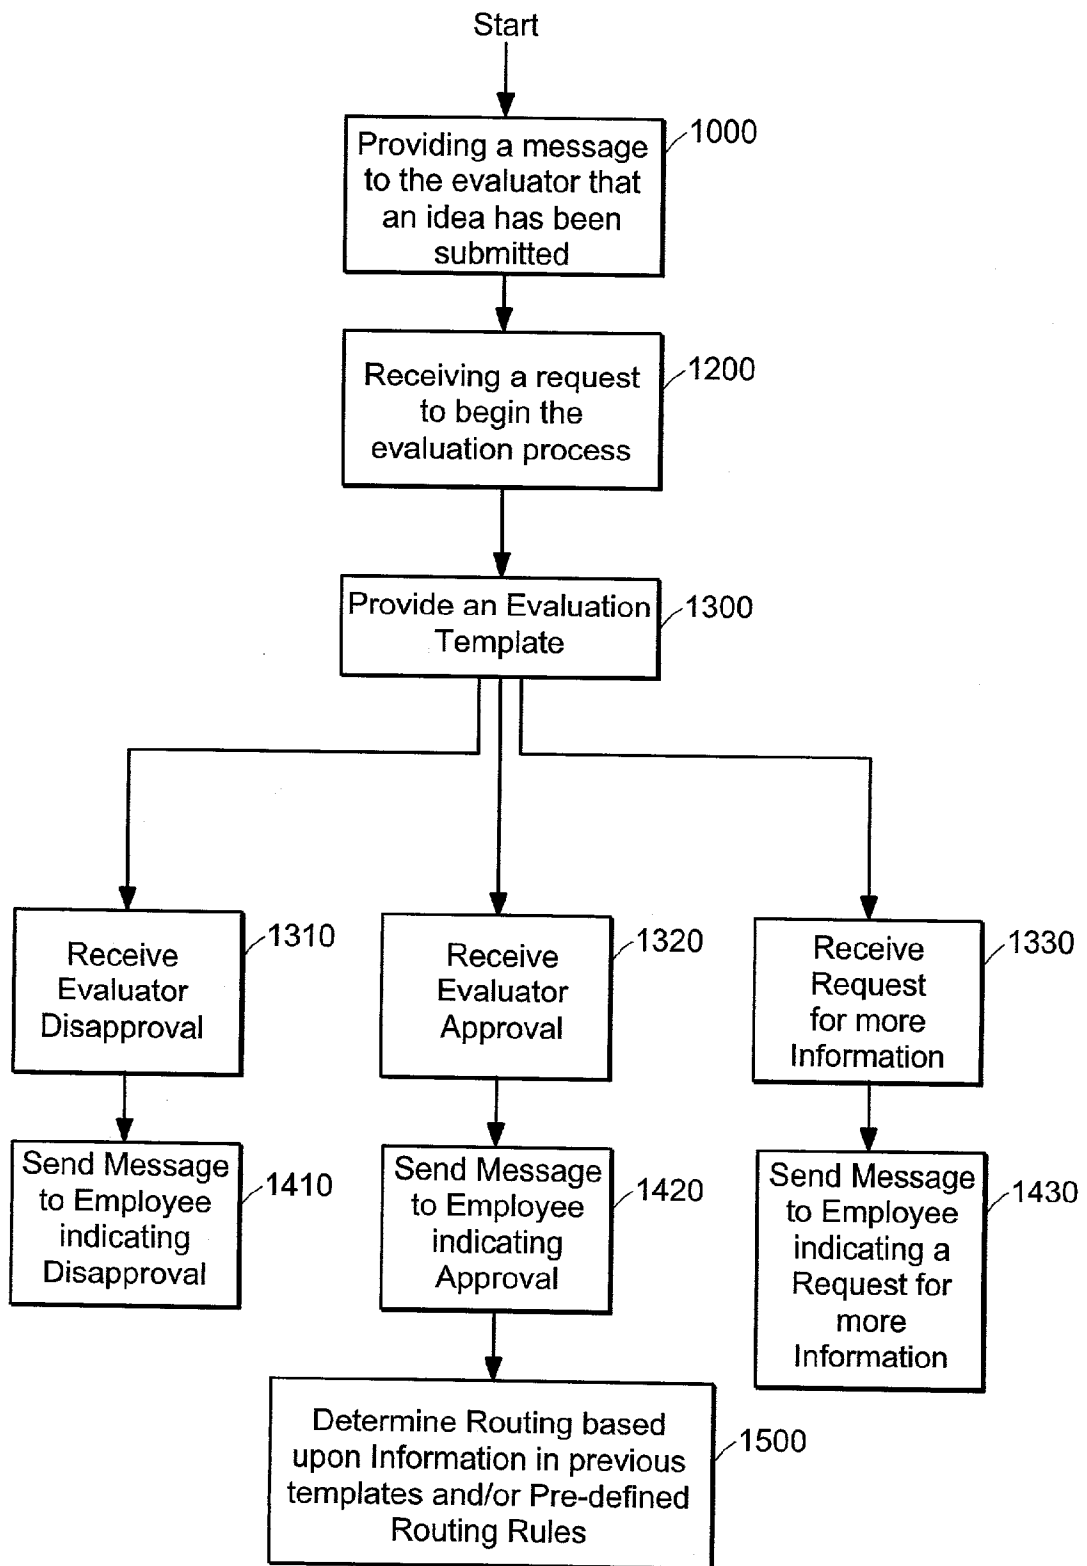 Start
Providing a message
to the evaluator that
an idea has been
submitted
1000
Receiving a request
to begin the
evaluation process
1200
Provide an Evaluation
Template
1300
Receive
Evaluator
Disapproval
1310
Receive
Evaluator
Approval
1320
Receive
Request
for more
Information
1330
Send Message
to Employee
indicating
Disapproval
1410
Send Message
to Employee
indicating
Approval
1420
Send Message
to Employee
indicating a
Request for
more
Information
1430
Determine Routing based
upon Information in previous
templates and/or Pre-defined
Routing Rules
1500